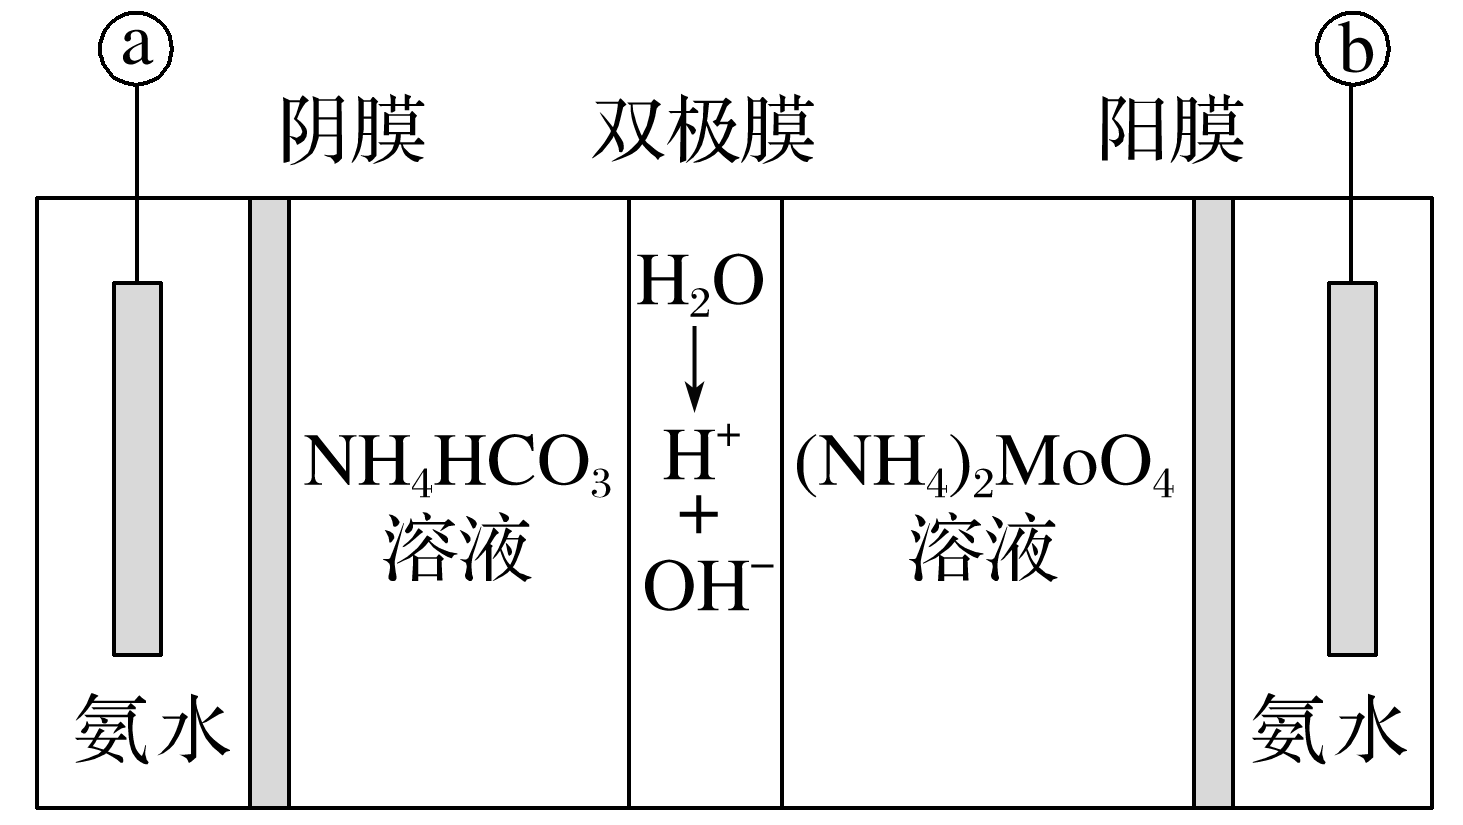 a
b
阴膜
双极膜
阳膜
H₂O
NH₄HCO₃
溶液
H⁺
+
OH⁻
(NH₄)₂MoO₄
溶液
氨水
氨水